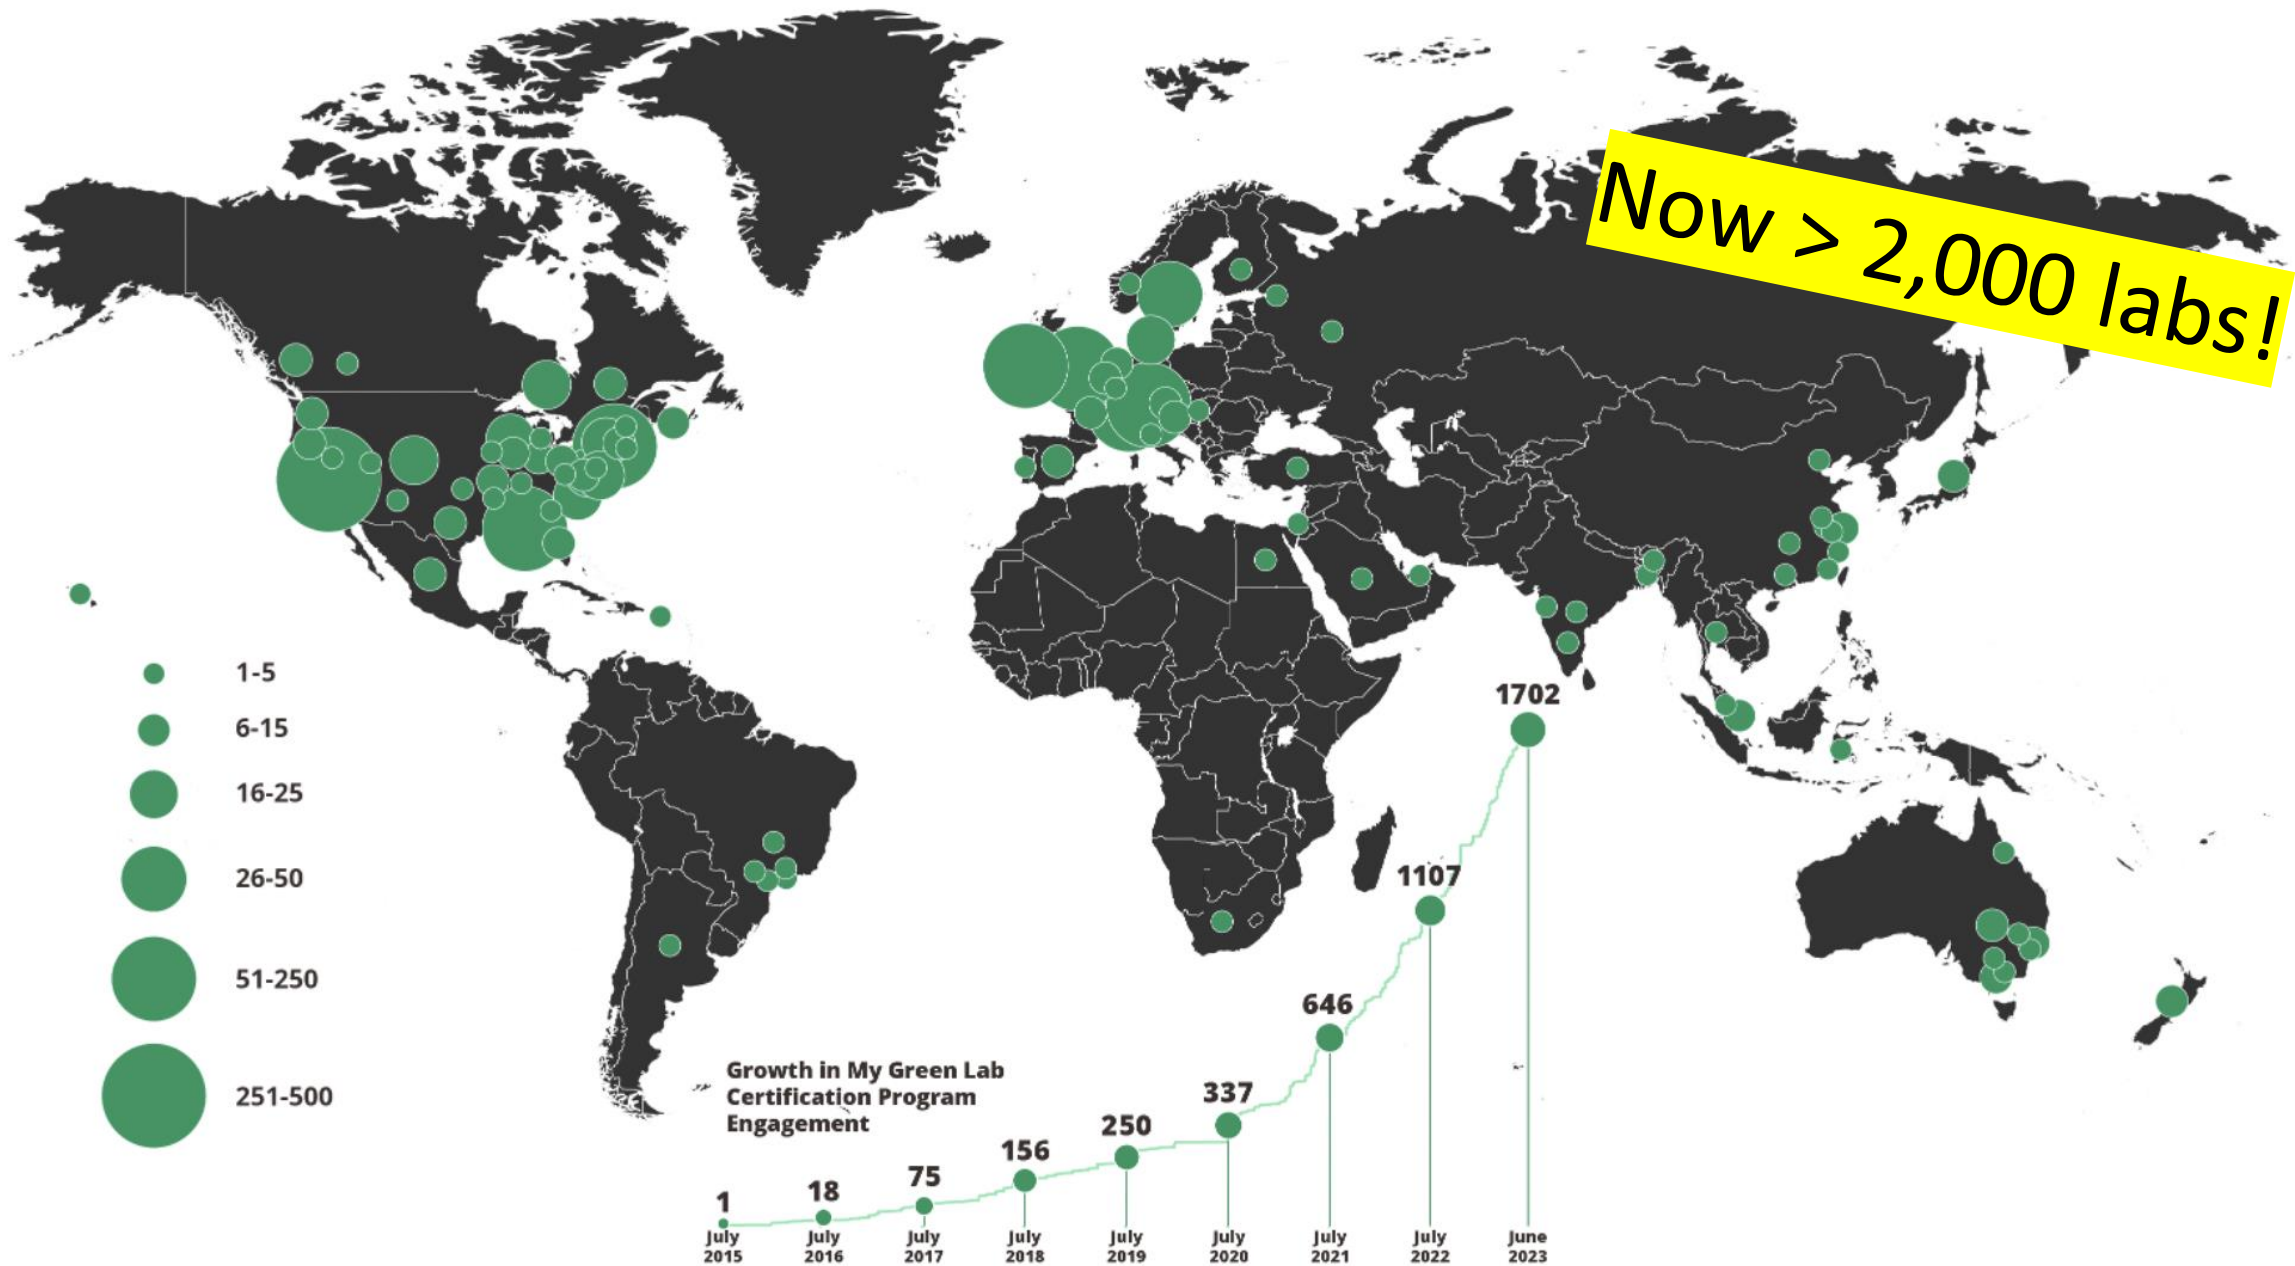 Now > 2,000 labs!
1-5
6-15
16-25
26-50
51-250
251-500
Growth in My Green Lab
Certification Program
Engagement
1
18
75
156
250
337
646
1107
1702
July
2015
July
2016
July
2017
July
2018
July
2019
July
2020
July
2021
July
2022
June
2023